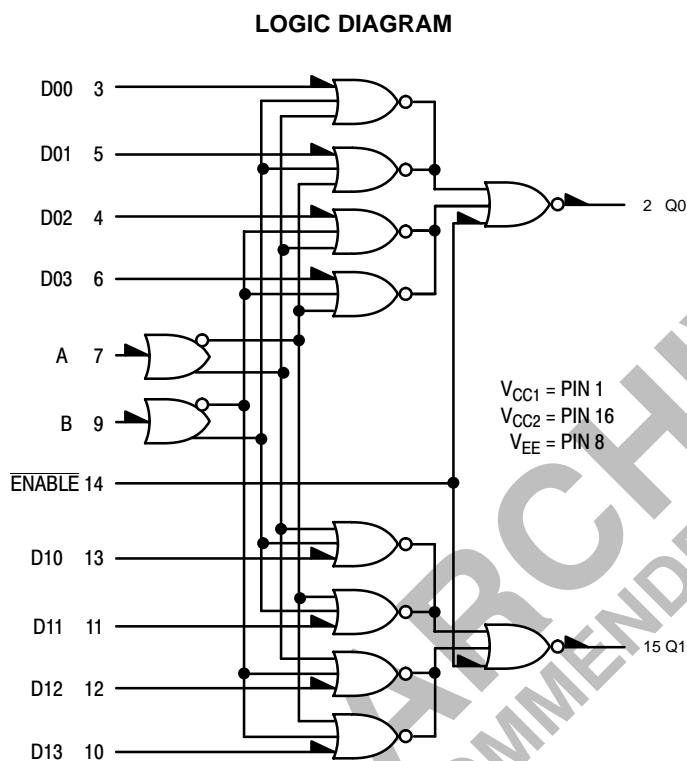 LOGIC DIAGRAM
D00 3
D01 5
D02 4
D03 6
A 7
B 9
ENABLE 14
D10 13
D11 11
D12 12
D13 10
2 Q0
VCC1 = PIN 1
VCC2 = PIN 16
VEE = PIN 8
15 Q1